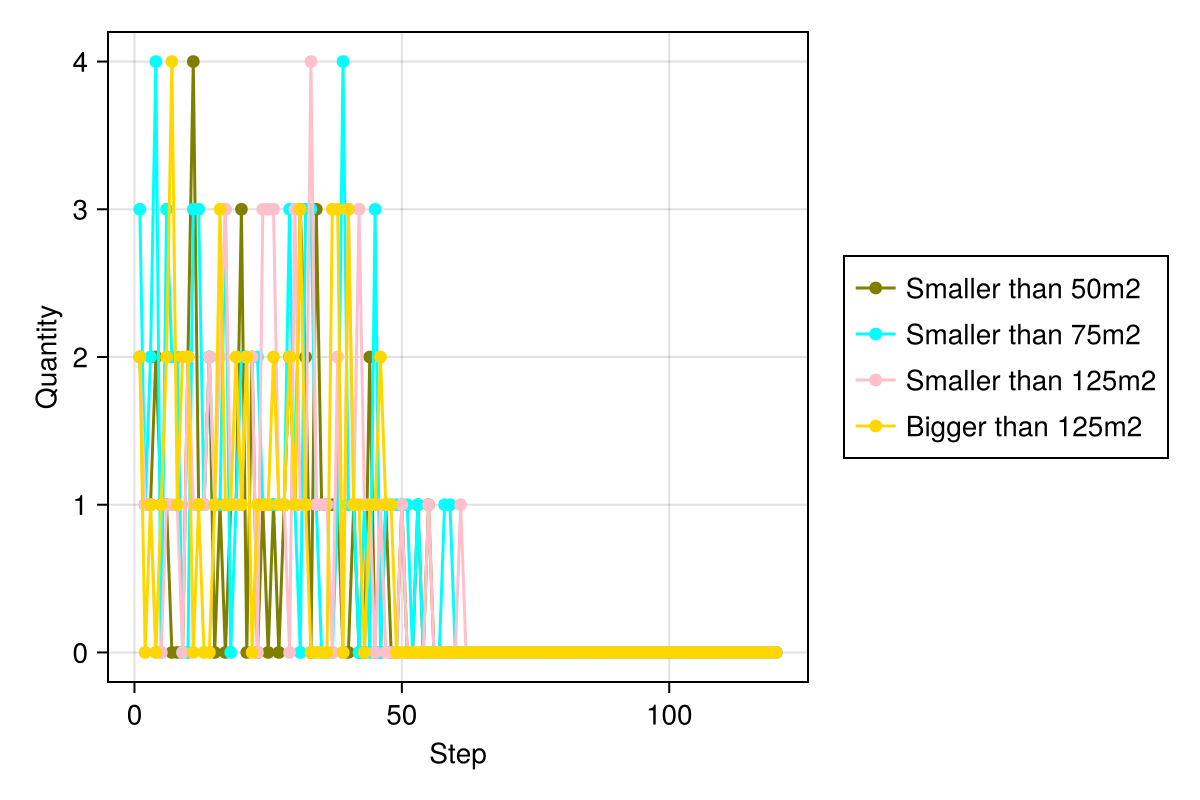 4
3
2
1
0
Quantity
0 50 100
Step
Smaller than 50m2
Smaller than 75m2
Smaller than 125m2
Bigger than 125m2